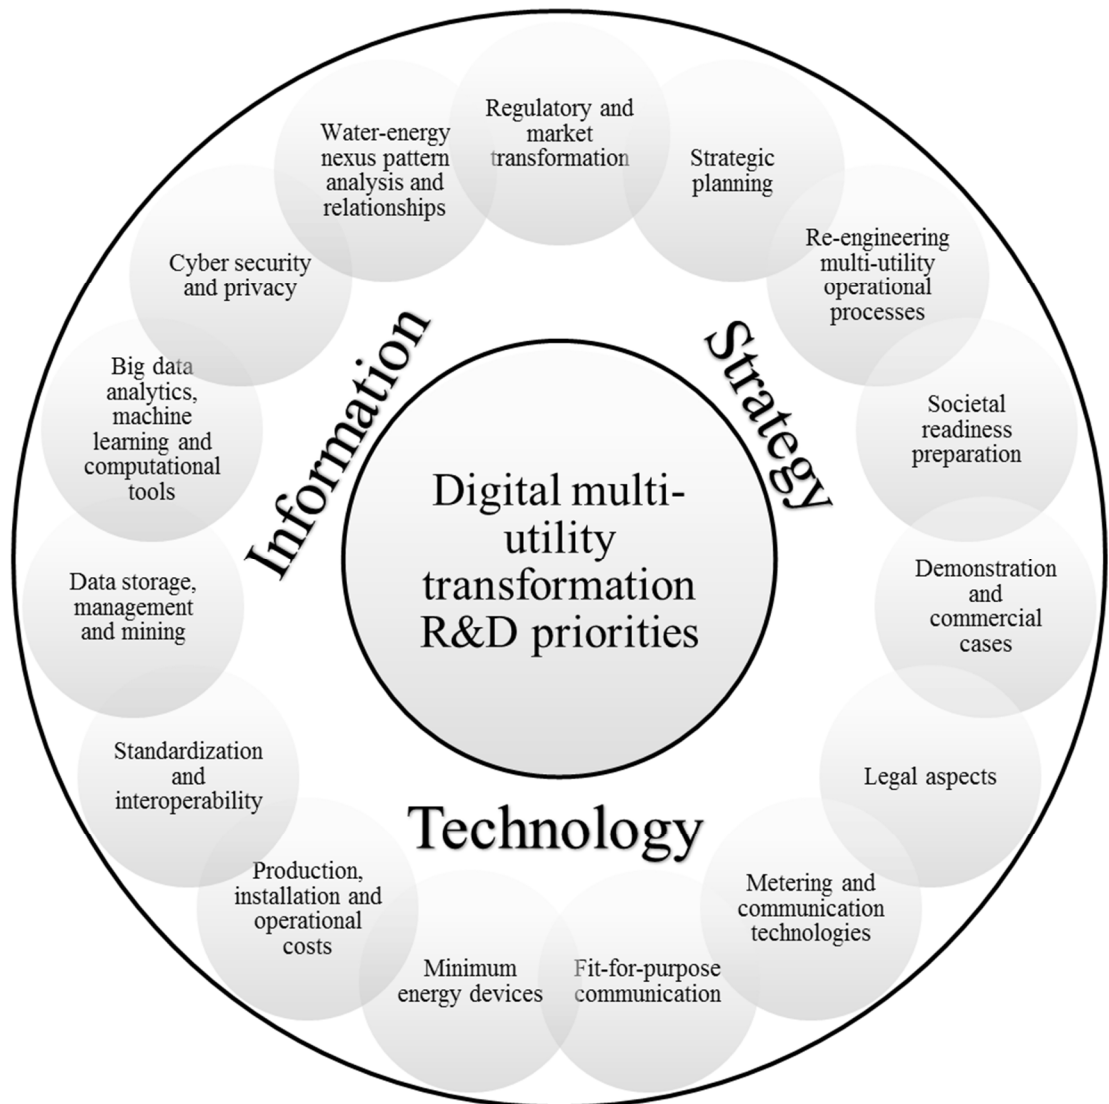 Digital multi-
utility
transformation
R&D priorities
Strategy
Technology
Information
Regulatory and
market
transformation
Strategic
planning
Re-engineering
multi-utility
operational
processes
Societal
readiness
preparation
Demonstration
and
commercial
cases
Legal aspects
Metering and
communication
technologies
Fit-for-purpose
communication
Minimum
energy devices
Production,
installation and
operational
costs
Standardization
and
interoperability
Data storage,
management
and mining
Big data
analytics,
machine
learning and
computational
tools
Cyber security
and privacy
Water-energy
nexus pattern
analysis and
relationships